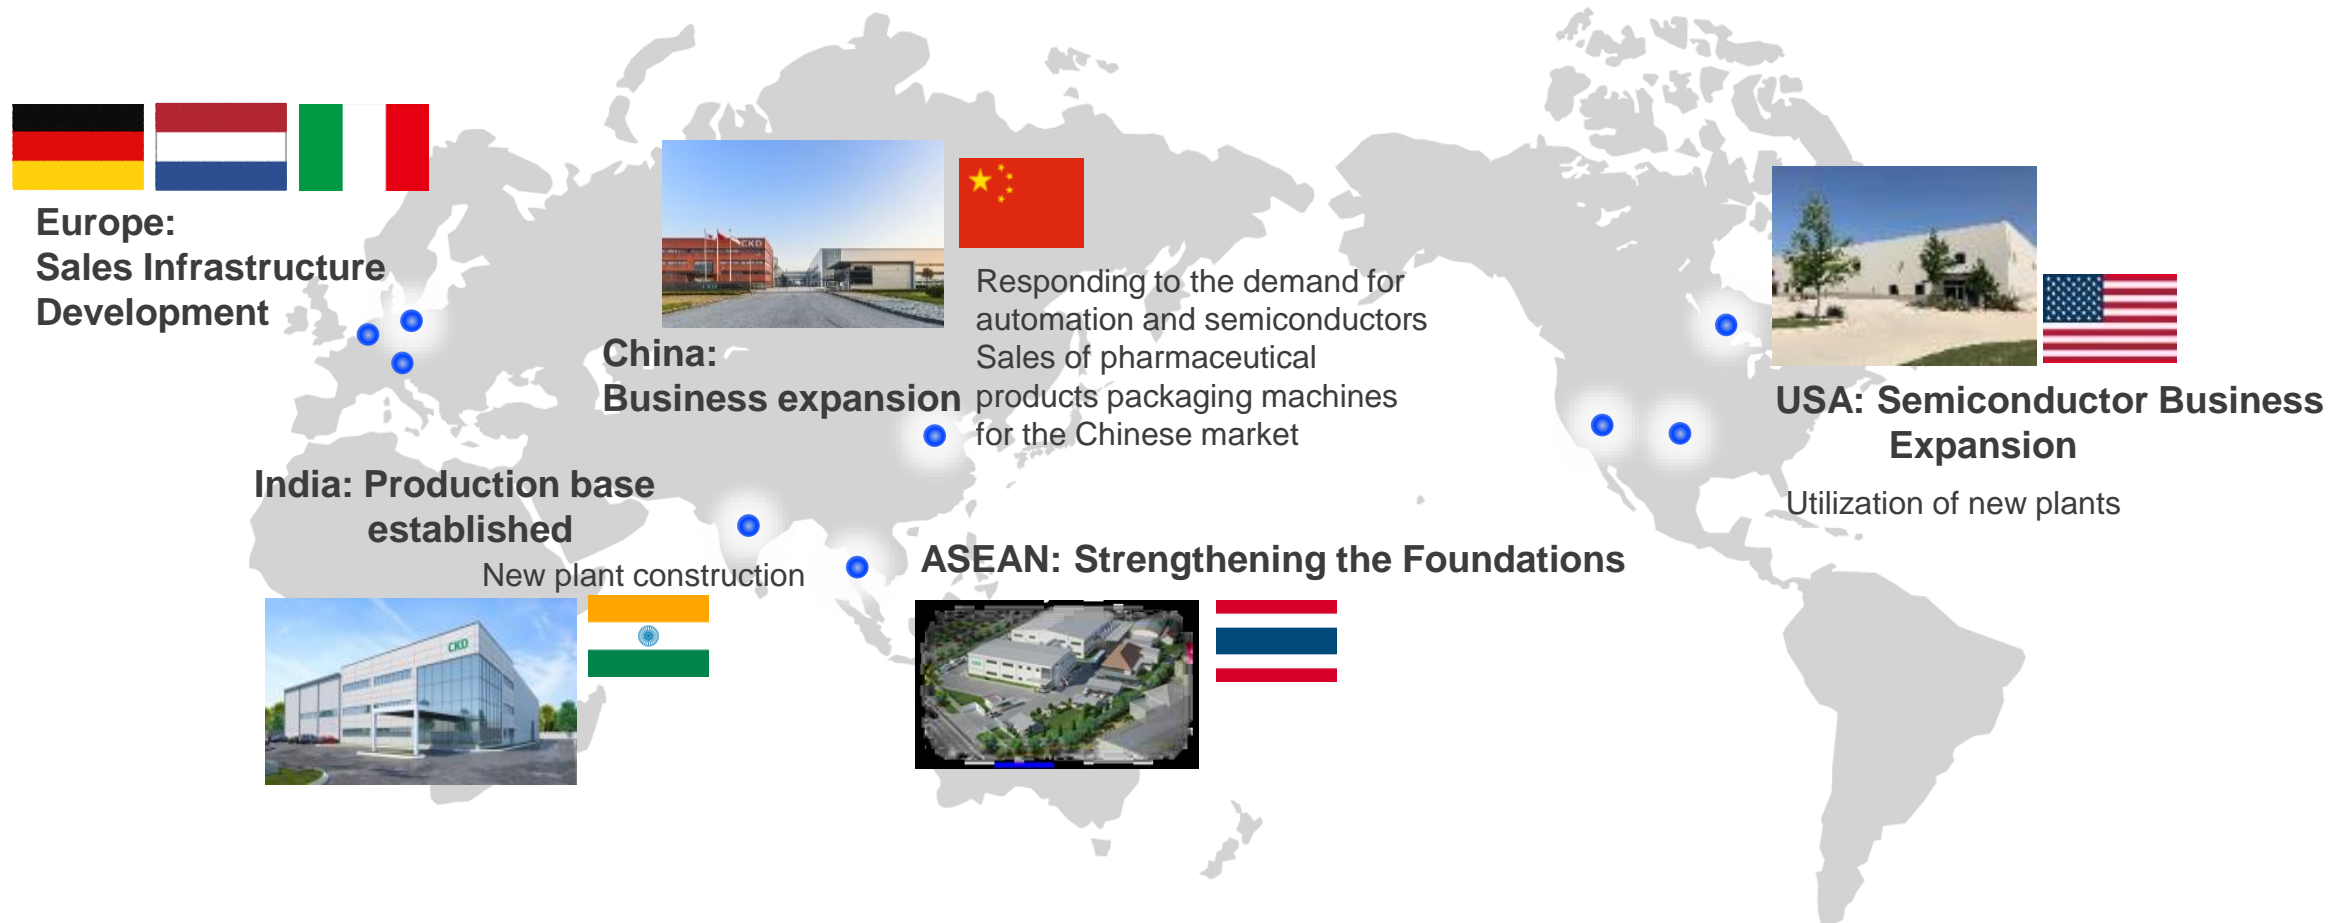 Europe:
Sales Infrastructure
Development
CKD
CKD
China:
Business expansion
Responding to the demand for
automation and semiconductors
Sales of pharmaceutical
products packaging machines
for the Chinese market
USA: Semiconductor Business
Expansion
Utilization of new plants
India: Production base
established
New plant construction
CKD
ASEAN: Strengthening the Foundations
CKD